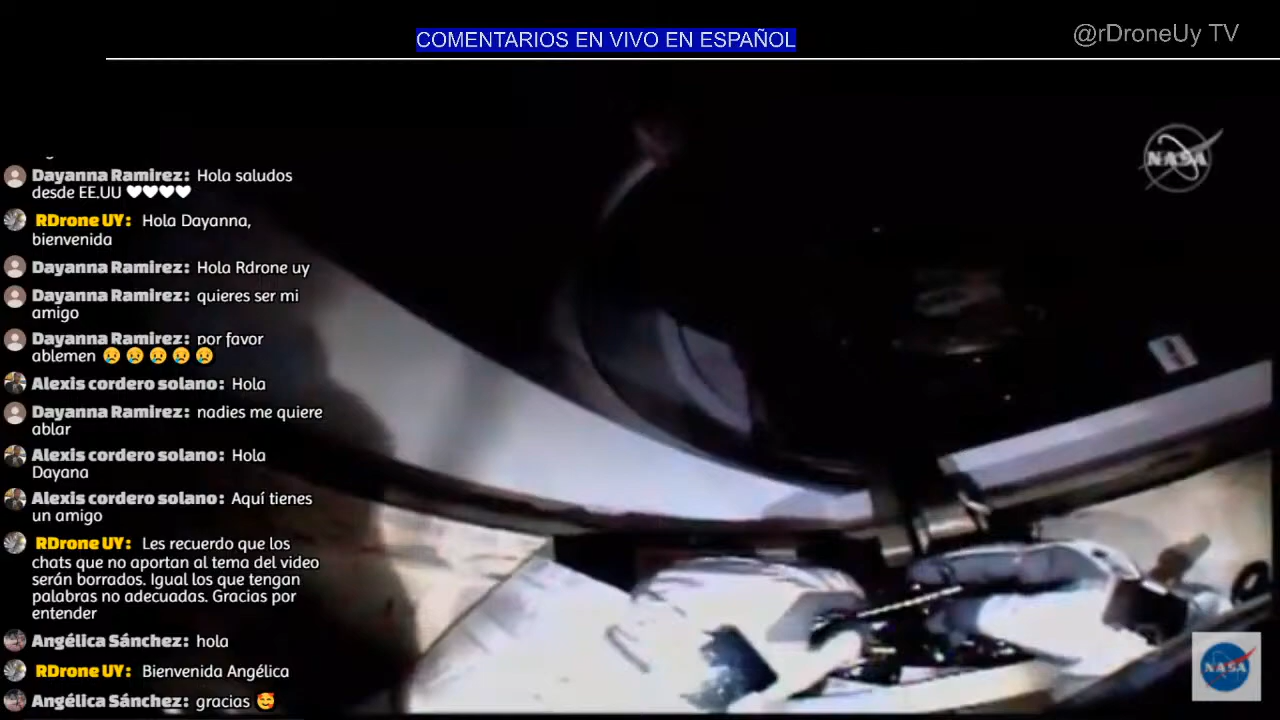 COMENTARIOS EN VIVO EN ESPAÑOL
@rDroneUy TV
NASA
Dayanna Ramirez: Hola saludos
desde EE.UU 🤍🤍🤍🤍
RDrone UY: Hola Dayanna,
bienvenida
Dayanna Ramirez: Hola Rdrone uy
Dayanna Ramirez: quieres ser mi
amigo
Dayanna Ramirez: por favor
ablemen 😢😢😢😢😢
Alexis cordero solano: Hola
Dayanna Ramirez: nadies me quiere
ablar
Alexis cordero solano: Hola
Dayana
Alexis cordero solano: Aquí tienes
un amigo
RDrone UY: Les recuerdo que los
chats que no aportan al tema del video
serán borrados. Igual los que tengan
palabras no adecuadas. Gracias por
entender
Angélica Sánchez: hola
RDrone UY: Bienvenida Angélica
Angélica Sánchez: gracias 🥰
NASA